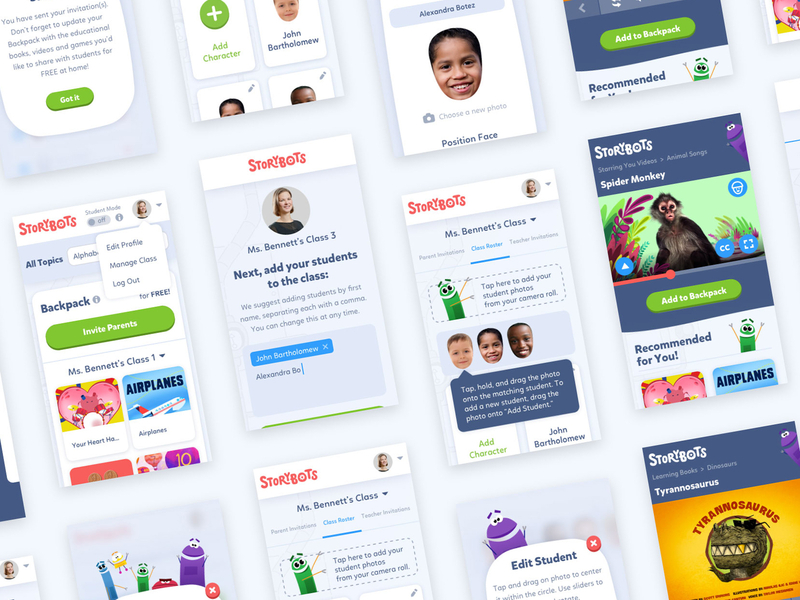 You have sent your invitation(s).
Don't forget to update your
Backpack with the educational
books, videos and games you'd
like to share with students for
FREE at home!
Got it
Add
Character
John
Bartholomew
Alexandra Botez
Choose a new photo
Position Face
Add to Backpack
Recommended
for You!
STORYBOTS
Student Mode
off
Edit Profile
Manage Class
Log Out
All Topics
Alphabe
for FREE!
Backpack
Invite Parents
Ms. Bennett's Class 1
Your Heart Ha...
AIRPLANES
Airplanes
10
STORYBOTS
Ms. Bennett's Class 3
Next, add your students
to the class:
We suggest adding students by first
name, separating each with a comma.
You can change this at any time.
John Bartholomew X
Alexandra Bo
STORYBOTS
Ms. Bennett's Class
Parent Invitations
Class Roster
Teacher Invitations
Tap here to add your
student photos
from your camera roll.
Tap, hold, and drag the photo
onto the matching student. To
add a new student, drag the
photo onto "Add Student."
Add
Character
John
Bartholomew
STORYBOTS
Starring You Videos > Animal Songs
Spider Monkey
CC
Add to Backpack
Recommended
for You!
AIRPLANES
STORYBOTS
Ms. Bennett's Class
Parent Invitations
Class Roster
Teacher Invitations
Tap here to add your
student photos
from your camera roll.
Edit Student
Tap and drag on photo to center
it within the circle. Use sliders to
STORYBOTS
Learning Books > Dinosaurs
Tyrannosaurus
TYRANNOSAURUS